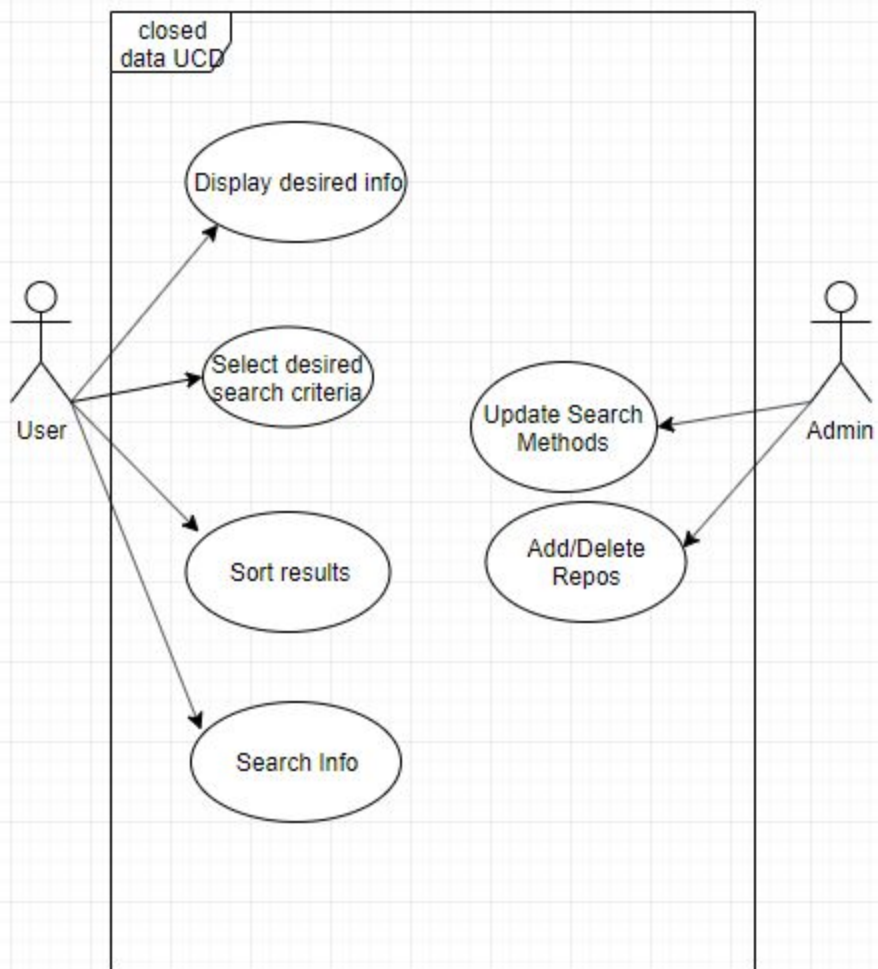 closed
data UCD
Display desired info
Select desired
search criteria
User
Update Search
Methods
Admin
Add/Delete
Repos
Sort results
Search Info